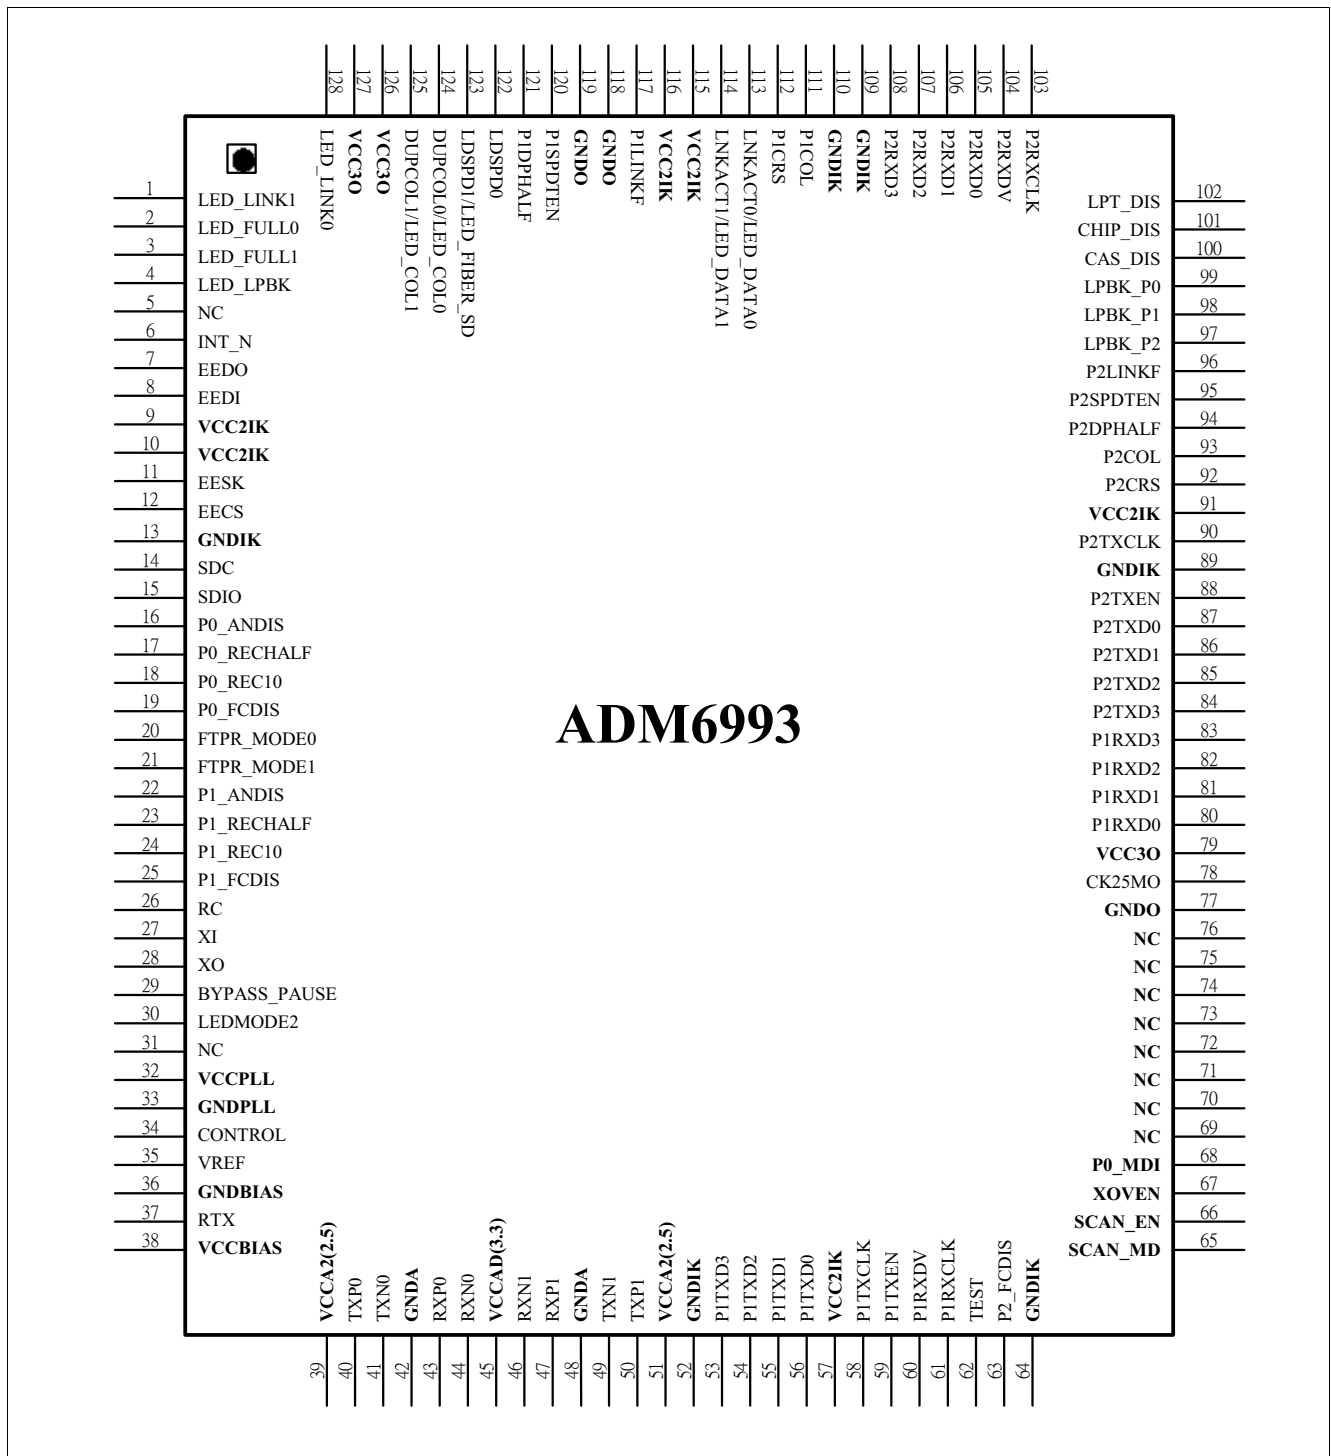 128
127
126
125
124
123
122
121
120
119
118
117
116
115
114
113
112
111
110
109
108
107
106
105
104
103
LED_LINK0
VCC3O
VCC3O
DUPCOL1/LED_COL1
DUPCOL0/LED_COL0
LDSPD1/LED_FIBER_SD
LDSPD0
P1DPHALF
P1SPDTEN
GNDO
GNDO
P1LINKF
VCC2IK
VCC2IK
LNKACT1/LED_DATA1
LNKACT0/LED_DATA0
P1CRS
P1COL
GNDIK
GNDIK
P2RXD3
P2RXD2
P2RXD1
P2RXD0
P2RXDV
P2RXCLK
1 LED_LINK1
2 LED_FULL0
3 LED_FULL1
4 LED_LPBK
5 NC
6 INT_N
7 EEDO
8 EEDI
9 VCC2IK
10 VCC2IK
11 EESK
12 EECS
13 GNDIK
14 SDC
15 SDIO
16 P0_ANDIS
17 P0_RECHALF
18 P0_REC10
19 P0_FCDIS
20 FTPR_MODE0
21 FTPR_MODE1
22 P1_ANDIS
23 P1_RECHALF
24 P1_REC10
25 P1_FCDIS
26 RC
27 XI
28 XO
29 BYPASS_PAUSE
30 LEDMODE2
31 NC
32 VCCPLL
33 GNDPLL
34 CONTROL
35 VREF
36 GNDBIAS
37 RTX
38 VCCBIAS
ADM6993
LPT_DIS 102
CHIP_DIS 101
CAS_DIS 100
LPBK_P0 99
LPBK_P1 98
LPBK_P2 97
P2LINKF 96
P2SPDTEN 95
P2DPHALF 94
P2COL 93
P2CRS 92
VCC2IK 91
P2TXCLK 90
GNDIK 89
P2TXEN 88
P2TXD0 87
P2TXD1 86
P2TXD2 85
P2TXD3 84
P1RXD3 83
P1RXD2 82
P1RXD1 81
P1RXD0 80
VCC3O 79
CK25MO 78
GNDO 77
NC 76
NC 75
NC 74
NC 73
NC 72
NC 71
NC 70
NC 69
P0_MDI 68
XOVEN 67
SCAN_EN 66
SCAN_MD 65
VCCA2(2.5)
TXP0
TXN0
GNDA
RXP0
RXN0
VCCAD(3.3)
RXN1
RXP1
GNDA
TXN1
TXP1
VCCA2(2.5)
GNDIK
P1TXD3
P1TXD2
P1TXD1
P1TXD0
VCC2IK
P1TXCLK
P1TXEN
P1RXDV
P1RXCLK
TEST
P2_FCDIS
GNDIK
39
40
41
42
43
44
45
46
47
48
49
50
51
52
53
54
55
56
57
58
59
60
61
62
63
64